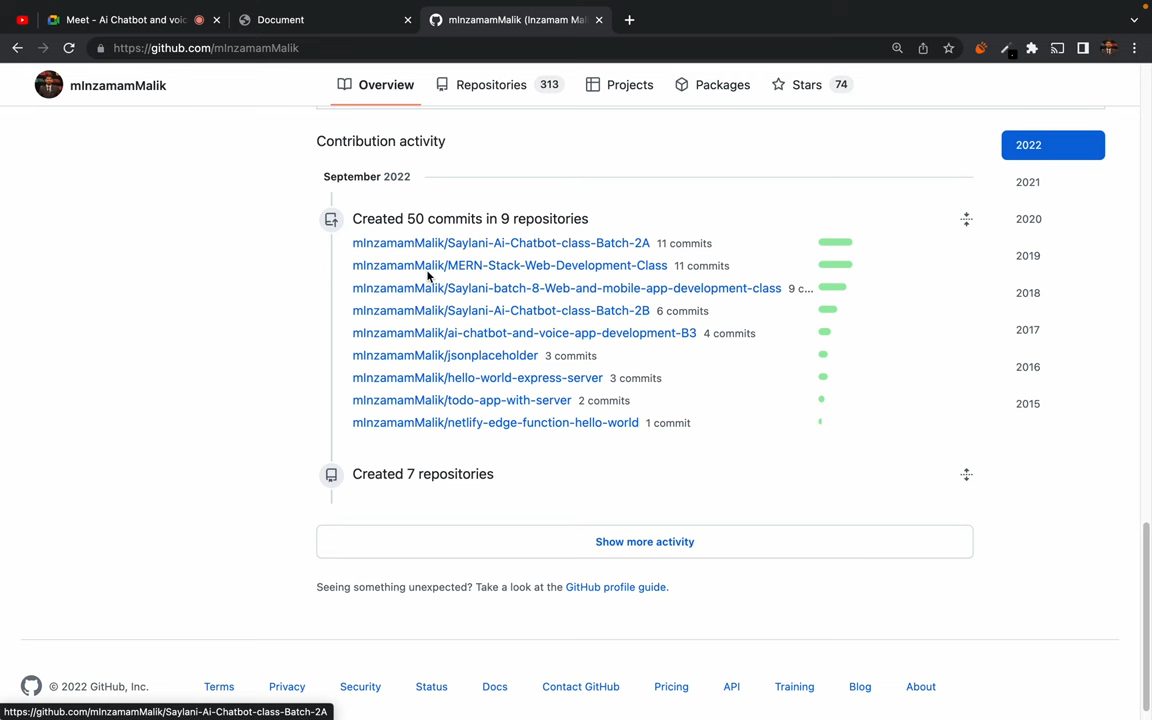 Meet - Ai Chatbot and voic
Document
mInzamamMalik (Inzamam Mal
https://github.com/mInzamamMalik
mInzamamMalik
Overview
Repositories 313
Projects
Packages
Stars 74
Contribution activity
2022
September 2022
2021
Created 50 commits in 9 repositories
2020
mInzamamMalik/Saylani-Ai-Chatbot-class-Batch-2A 11 commits
2019
mInzamamMalik/MERN-Stack-Web-Development-Class 11 commits
mInzamamMalik/Saylani-batch-8-Web-and-mobile-app-development-class 9 c...
2018
mInzamamMalik/Saylani-Ai-Chatbot-class-Batch-2B 6 commits
2017
mInzamamMalik/ai-chatbot-and-voice-app-development-B3 4 commits
mInzamamMalik/jsonplaceholder 3 commits
2016
mInzamamMalik/hello-world-express-server 3 commits
mInzamamMalik/todo-app-with-server 2 commits
2015
mInzamamMalik/netlify-edge-function-hello-world 1 commit
Created 7 repositories
Show more activity
Seeing something unexpected? Take a look at the GitHub profile guide.
© 2022 GitHub, Inc.
Terms
Privacy
Security
Status
Docs
Contact GitHub
Pricing
API
Training
Blog
About
https://github.com/mInzamamMalik/Saylani-Ai-Chatbot-class-Batch-2A